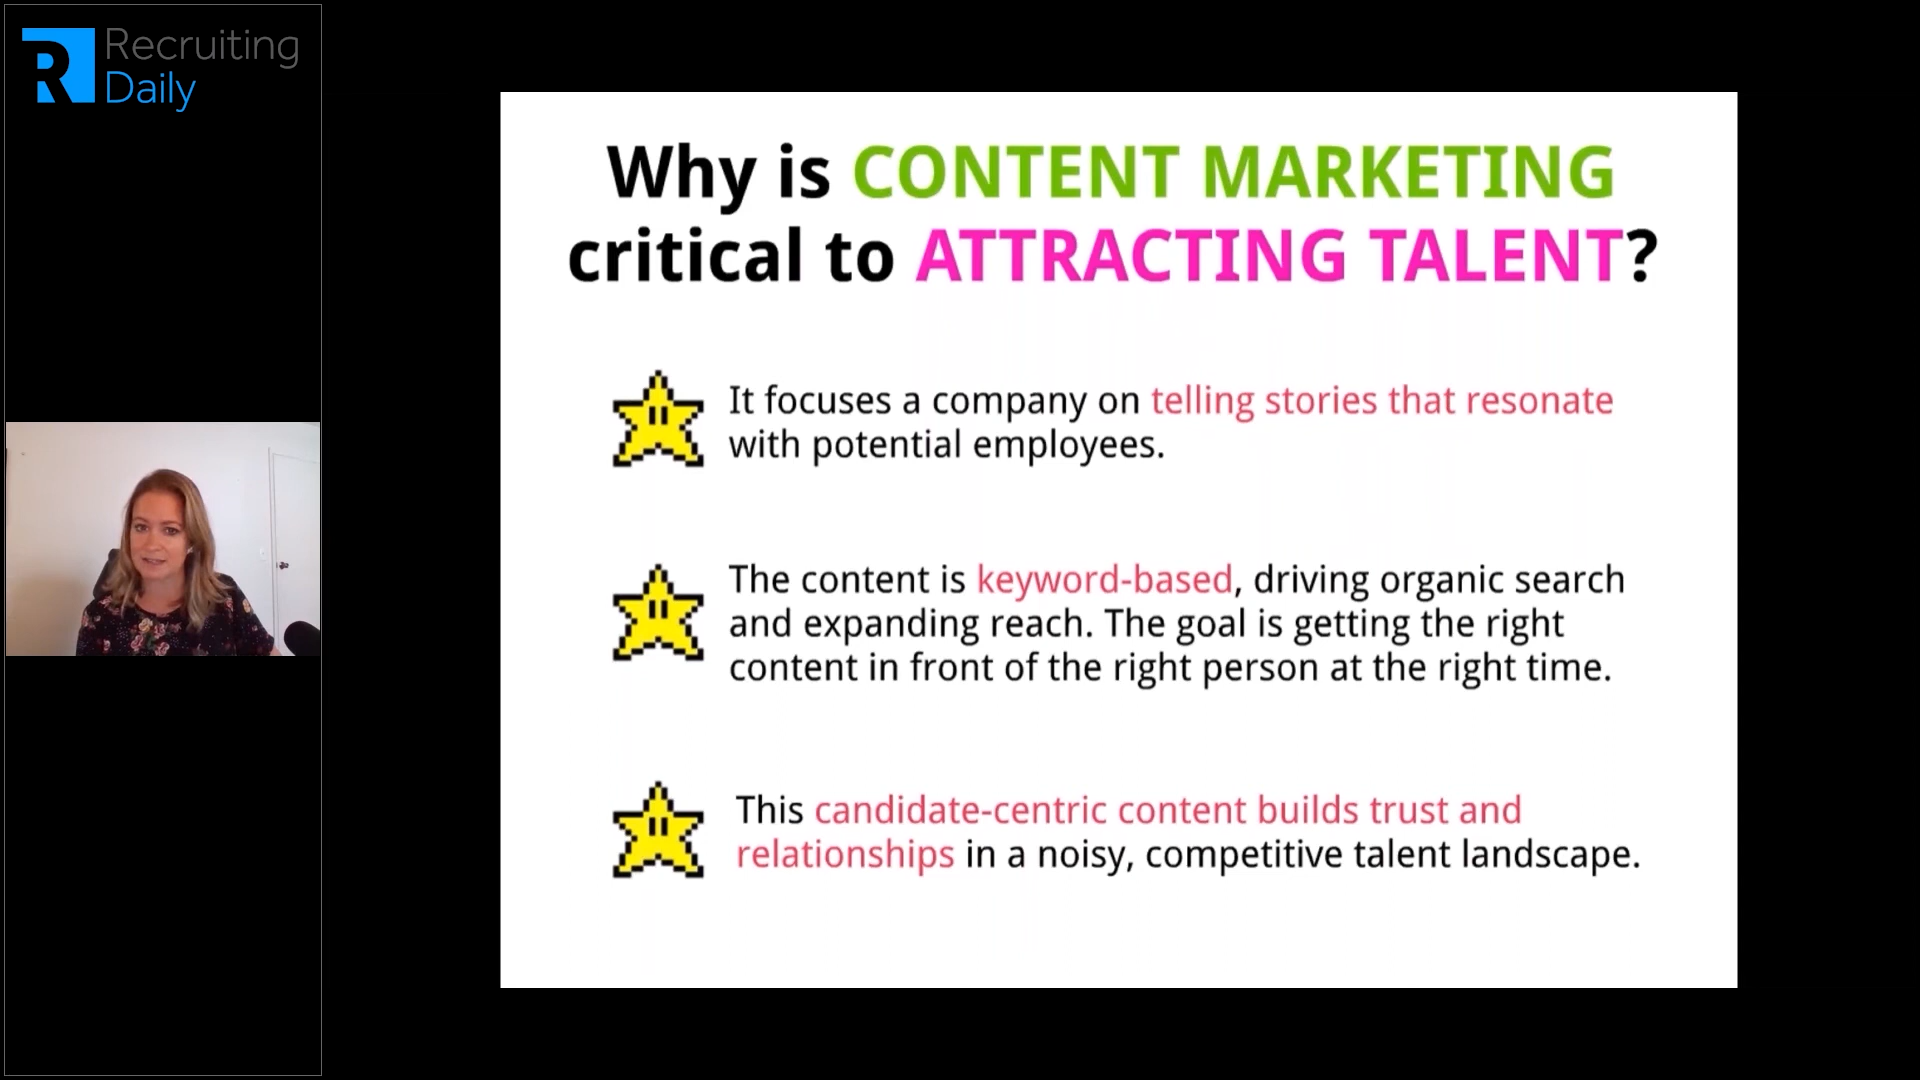 Recruiting
Daily
Why is CONTENT MARKETING
critical to ATTRACTING TALENT?
It focuses a company on telling stories that resonate
with potential employees.
The content is keyword-based, driving organic search
and expanding reach. The goal is getting the right
content in front of the right person at the right time.
This candidate-centric content builds trust and
relationships in a noisy, competitive talent landscape.